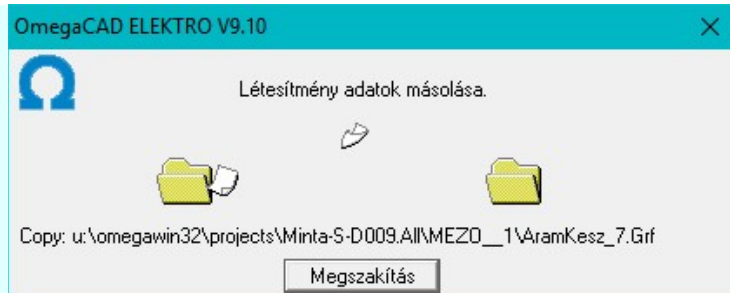 OmegaCAD ELEKTRO V9.10
Létesítmény adatok másolása.
Copy: u:\omegawin32\projects\Minta-S-D009.All\MEZO__1\AramKesz_7.Grf
Megszakítás